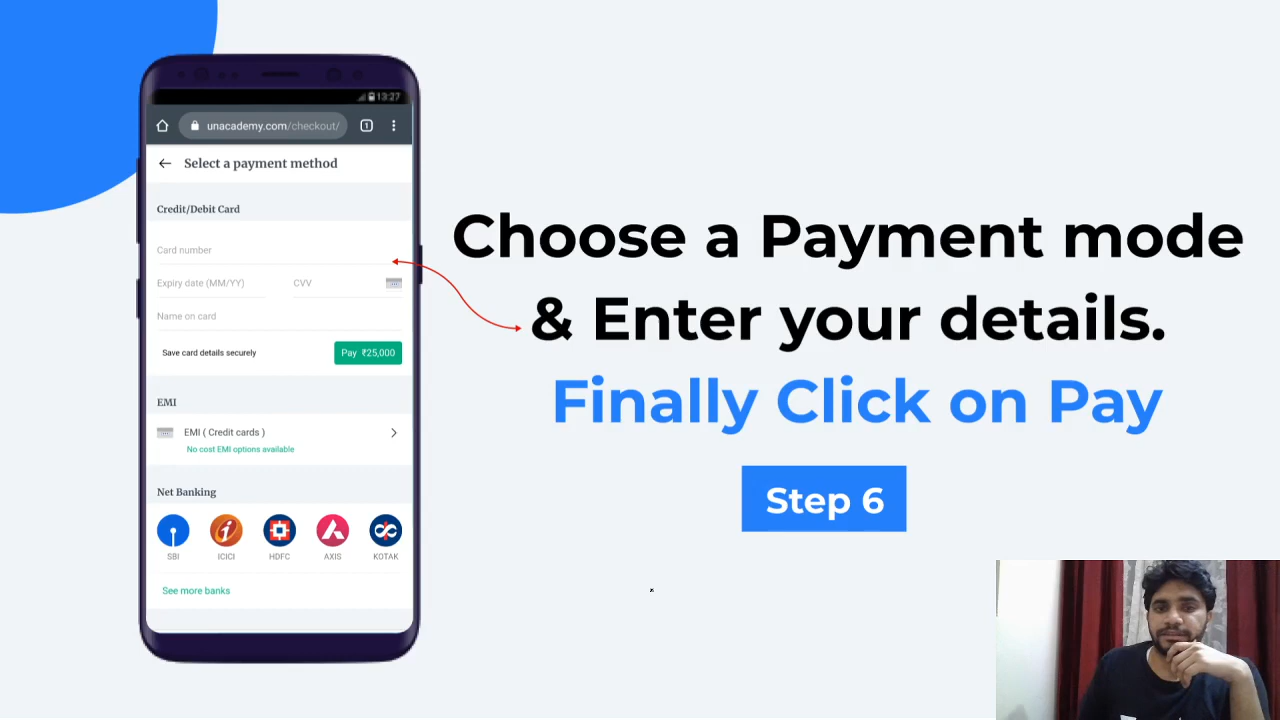 13:27
unacademy.com/checkout/
1
Select a payment method
Credit/Debit Card
Card number
Expiry date (MM/YY) CVV
Name on card
Save card details securely Pay ₹25,000
EMI
EMI ( Credit cards )
No cost EMI options available
Net Banking
SBI ICICI HDFC AXIS KOTAK
See more banks
Choose a Payment mode
& Enter your details.
Finally Click on Pay
Step 6